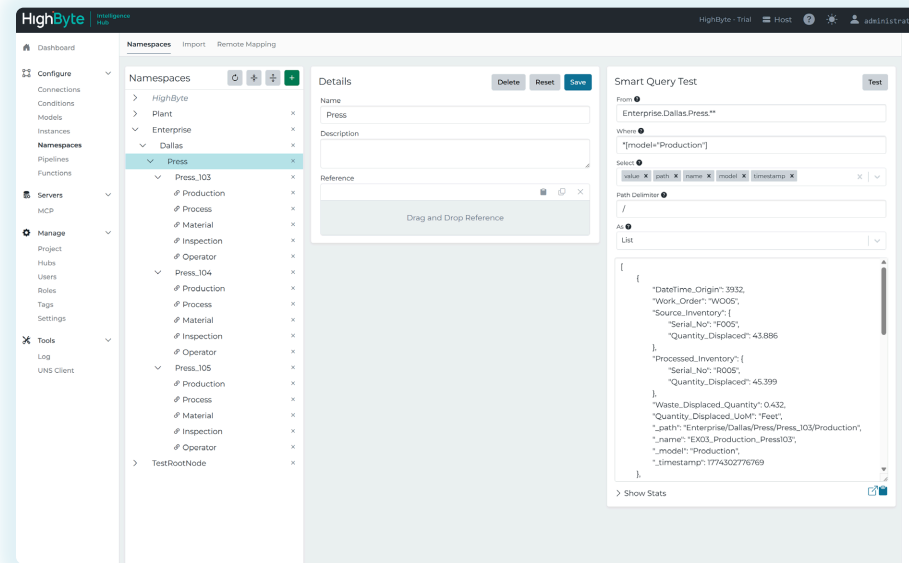 HighByte Intelligence Hub
HighByte - Trial Host administrat
Dashboard
Configure
Connections
Conditions
Models
Instances
Namespaces
Pipelines
Functions
Servers
MCP
Manage
Project
Hubs
Users
Roles
Tags
Settings
Tools
Log
UNS Client
Namespaces Import Remote Mapping
Namespaces
HighByte
Plant
Enterprise
Dallas
Press
Press_103
Production
Process
Material
Inspection
Operator
Press_104
Production
Process
Material
Inspection
Operator
Press_105
Production
Process
Material
Inspection
Operator
TestRootNode
Details Delete Reset Save
Name
Press
Description
Reference
Drag and Drop Reference
Smart Query Test Test
From
Enterprise.Dallas.Press.**
Where
*[model="Production"]
Select
value x path x name x model x timestamp x
Path Delimiter
/
As
List
[
{
"DateTime_Origin": 3932,
"Work_Order": "WO05",
"Source_Inventory": {
"Serial_No": "F005",
"Quantity_Displaced": 43.886
},
"Processed_Inventory": {
"Serial_No": "R005",
"Quantity_Displaced": 45.399
},
"Waste_Displaced_Quantity": 0.432,
"Quantity_Displaced_UoM": "Feet",
"_path": "Enterprise/Dallas/Press/Press_103/Production",
"_name": "EX03_Production_Press103",
"_model": "Production",
"_timestamp": 1774302776769
},
Show Stats